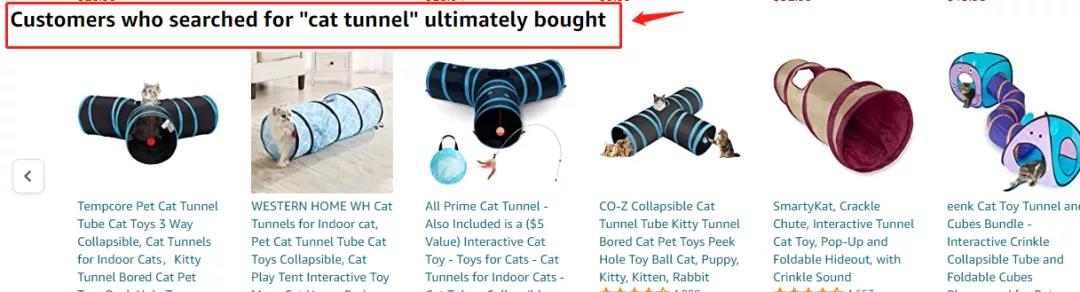 Customers who searched for "cat tunnel" ultimately bought
Tempcore Pet Cat Tunnel
Tube Cat Toys 3 Way
Collapsible, Cat Tunnels
for Indoor Cats，Kitty
Tunnel Bored Cat Pet
WESTERN HOME WH Cat
Tunnels for Indoor cat,
Pet Cat Tunnel Tube Cat
Toys Collapsible, Cat
Play Tent Interactive Toy
All Prime Cat Tunnel -
Also Included is a ($5
Value) Interactive Cat
Toy - Toys for Cats - Cat
Tunnels for Indoor Cats -
CO-Z Collapsible Cat
Tunnel Tube Kitty Tunnel
Bored Cat Pet Toys Peek
Hole Toy Ball Cat, Puppy,
Kitty, Kitten, Rabbit
SmartyKat, Crackle
Chute, Interactive Tunnel
Cat Toy, Pop-Up and
Foldable Hideout, with
Crinkle Sound
eenk Cat Toy Tunnel and
Cubes Bundle -
Interactive Crinkle
Collapsible Tube and
Foldable Cubes